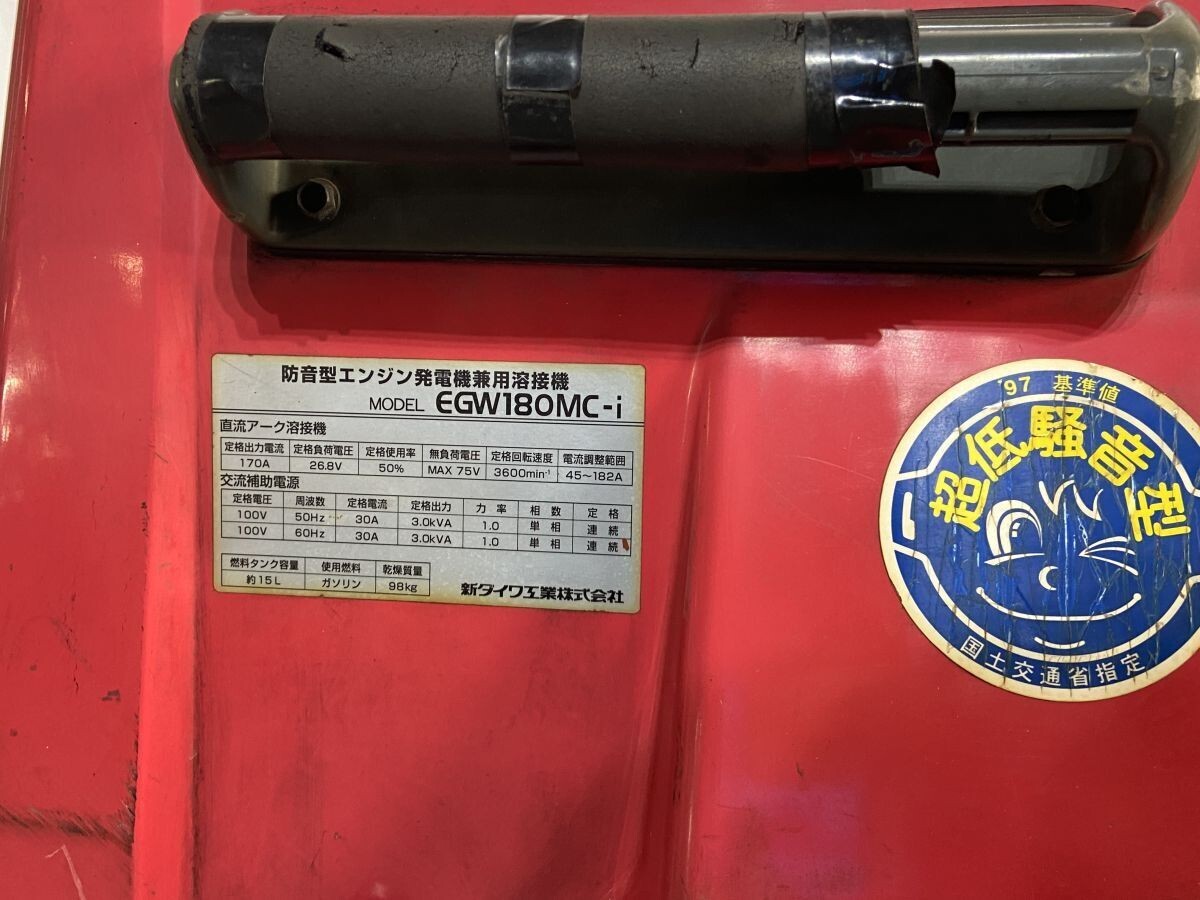 防音型エンジン発電機兼用溶接機
MODEL EGW180MC-i
直流アーク溶接機
定格出力電流 定格負荷電圧 定格使用率 無負荷電圧 定格回転速度 電流調整範囲
170A 26.8V 50% MAX 75V 3600min⁻¹ 45～182A
交流補助電源
定格電圧 周波数 定格電流 定格出力 力率 相数 定格
100V 50Hz 30A 3.0kVA 1.0 単相 連続
100V 60Hz 30A 3.0kVA 1.0 単相 連続
燃料タンク容量 使用燃料 乾燥質量
約15L ガソリン 98kg
新ダイワ工業株式会社
'97 基準値
超低騒音型
国土交通省指定